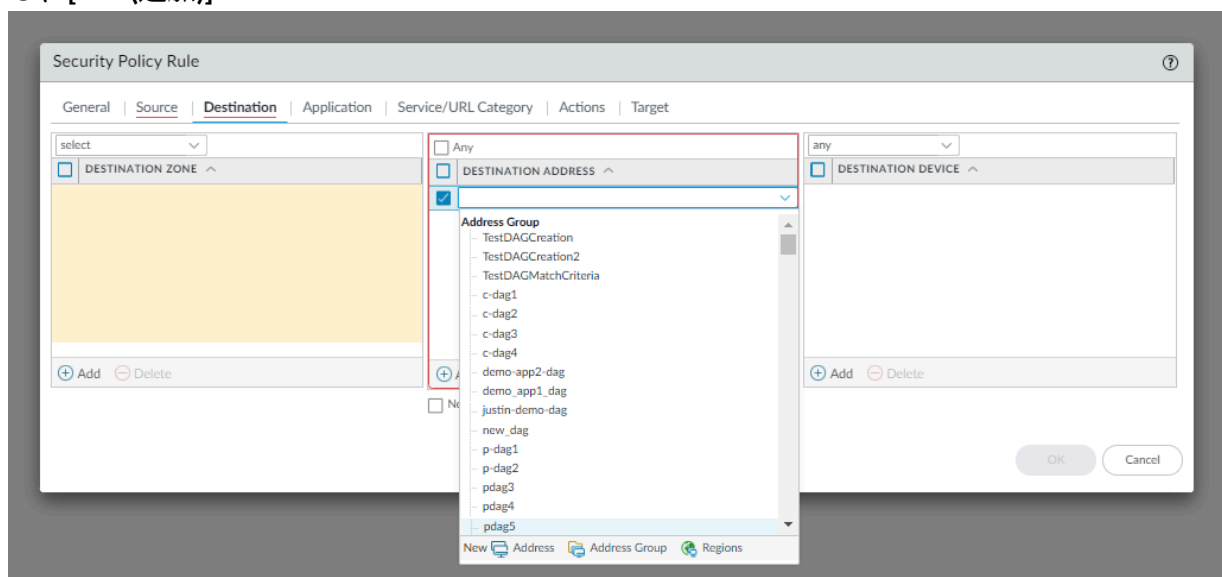 Security Policy Rule
General | Source | Destination | Application | Service/URL Category | Actions | Target
select
Any
any
DESTINATION ZONE
DESTINATION ADDRESS
DESTINATION DEVICE
Address Group
TestDAGCreation
TestDAGCreation2
TestDAGMatchCriteria
c-dag1
c-dag2
c-dag3
c-dag4
demo-app2-dag
demo_app1_dag
justin-demo-dag
new_dag
p-dag1
p-dag2
pdag3
pdag4
pdag5
New Address Address Group Regions
Add Delete
Add Delete
OK Cancel